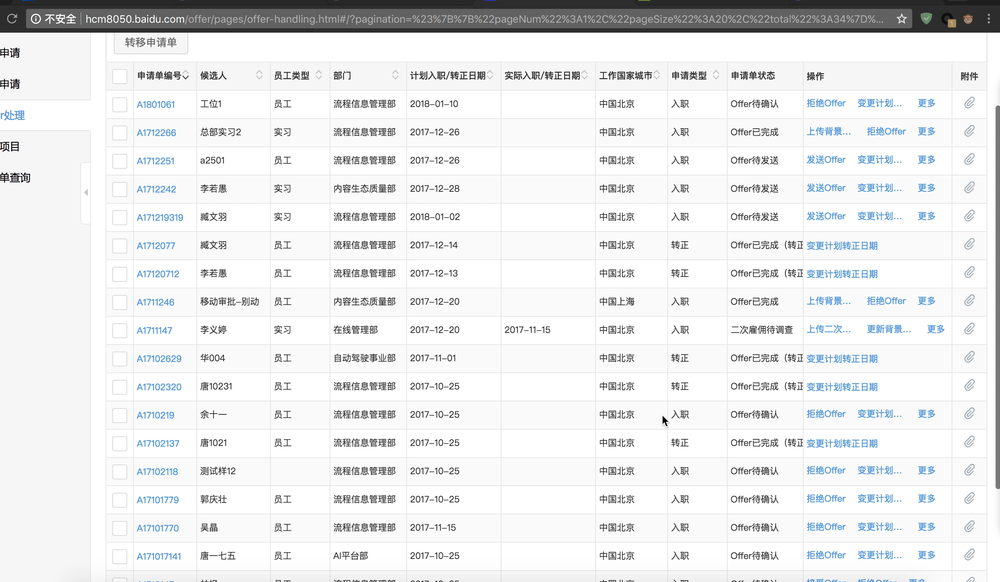 不安全 hcm8050.baidu.com/offer/pages/offer-handling.html#/?pagination=%23%7B%7B%22pageNum%22%3A1%2C%22pageSize%22%3A20%2C%22total%22%3A34%7D%... 1
转移申请单
申请
申请
r处理
项目
单查询
申请单编号 候选人 员工类型 部门 计划入职/转正日期 实际入职/转正日期 工作国家城市 申请类型 申请单状态 操作 附件
A1801061 工位1 员工 流程信息管理部 2018-01-10 中国北京 入职 Offer待确认 拒绝Offer 变更计划... 更多
A1712266 总部实习2 实习 流程信息管理部 2017-12-26 中国北京 入职 Offer已完成 上传背景... 拒绝Offer 更多
A1712251 a2501 员工 流程信息管理部 2017-12-26 中国北京 入职 Offer待发送 发送Offer 变更计划... 更多
A1712242 李若愚 实习 内容生态质量部 2017-12-28 中国北京 入职 Offer待发送 发送Offer 变更计划... 更多
A171219319 臧文羽 实习 流程信息管理部 2018-01-02 中国北京 入职 Offer待发送 发送Offer 变更计划... 更多
A1712077 臧文羽 员工 流程信息管理部 2017-12-14 中国北京 转正 Offer已完成（转正 变更计划转正日期
A17120712 李若愚 员工 流程信息管理部 2017-12-13 中国北京 转正 Offer已完成（转正 变更计划转正日期
A1711246 移动审批-别动 员工 内容生态质量部 2017-12-20 中国上海 入职 Offer已完成 上传背景... 拒绝Offer 更多
A1711147 李义婷 实习 在线管理部 2017-12-20 2017-11-15 中国北京 入职 二次雇佣待调查 上传二次... 更新背景... 更多
A17102629 华004 员工 自动驾驶事业部 2017-11-01 中国北京 转正 Offer已完成（转正 变更计划转正日期
A17102320 唐10231 员工 流程信息管理部 2017-10-25 中国北京 转正 Offer已完成（转正 变更计划转正日期
A1710219 余十一 员工 流程信息管理部 2017-10-25 中国北京 入职 Offer待确认 拒绝Offer 变更计划... 更多
A17102137 唐1021 员工 流程信息管理部 2017-10-25 中国北京 转正 Offer已完成（转正 变更计划转正日期
A17102118 测试样12 流程信息管理部 2017-10-25 中国北京 入职 Offer待确认 拒绝Offer 变更计划... 更多
A17101779 郭庆壮 员工 流程信息管理部 2017-10-25 中国北京 入职 Offer待确认 拒绝Offer 变更计划... 更多
A17101770 吴晶 员工 流程信息管理部 2017-11-15 中国北京 入职 Offer待确认 拒绝Offer 变更计划... 更多
A171017141 唐一七五 员工 AI平台部 2017-10-25 中国北京 入职 Offer待确认 拒绝Offer 变更计划... 更多